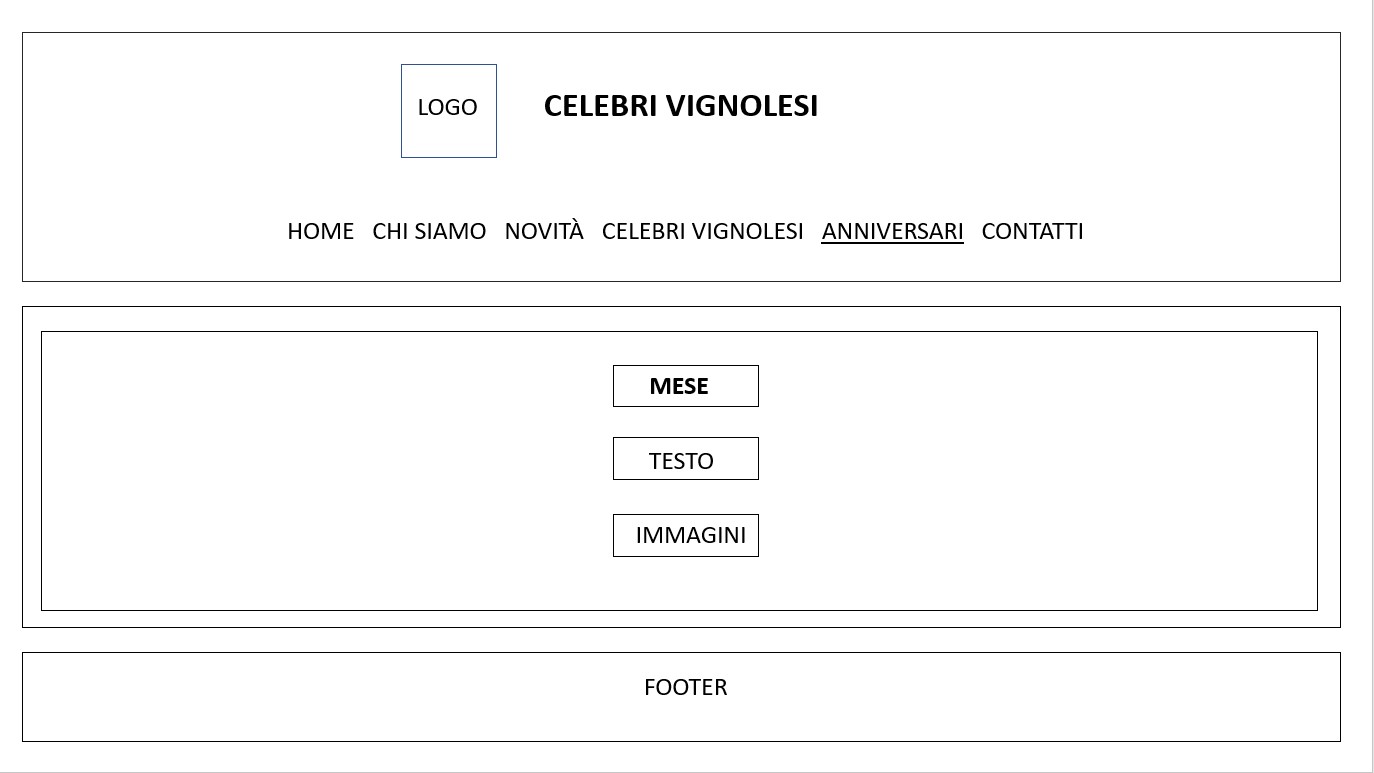 LOGO CELEBRI VIGNOLESI
HOME CHI SIAMO NOVITÀ CELEBRI VIGNOLESI ANNIVERSARI CONTATTI
MESE
TESTO
IMMAGINI
FOOTER